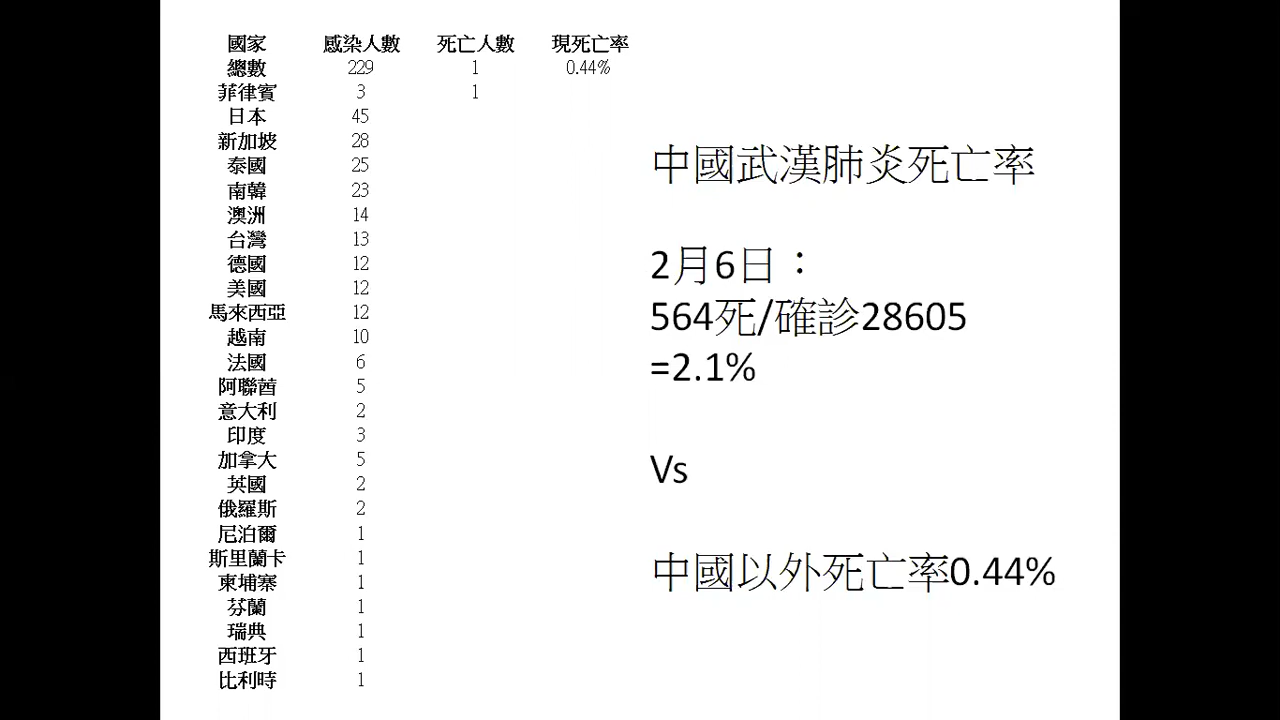 國家 感染人數 死亡人數 現死亡率
總數 229 1 0.44%
菲律賓 3 1
日本 45
新加坡 28
泰國 25
南韓 23
澳洲 14
台灣 13
德國 12
美國 12
馬來西亞 12
越南 10
法國 6
阿聯酋 5
意大利 2
印度 3
加拿大 5
英國 2
俄羅斯 2
尼泊爾 1
斯里蘭卡 1
柬埔寨 1
芬蘭 1
瑞典 1
西班牙 1
比利時 1
中國武漢肺炎死亡率
2月6日：
564死/確診28605
=2.1%
Vs
中國以外死亡率0.44%